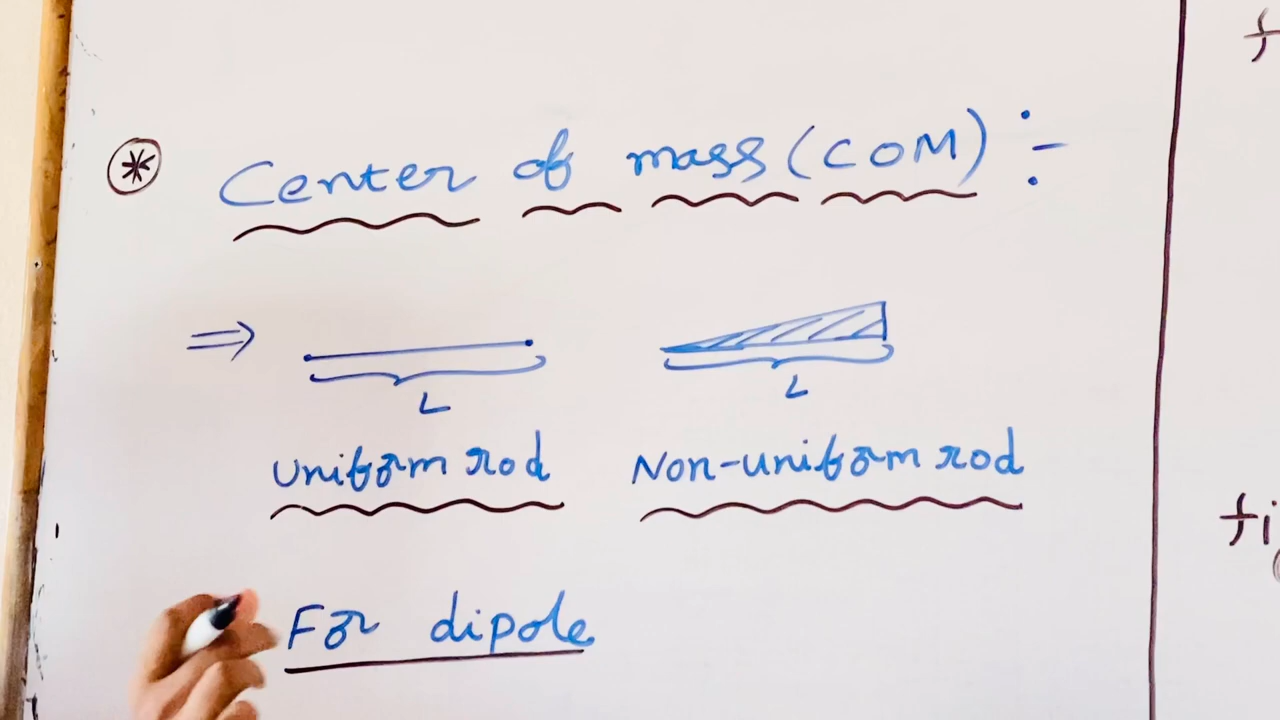 * Center of mass (COM) :-
⇒
L L
Uniform rod Non-uniform rod
For dipole